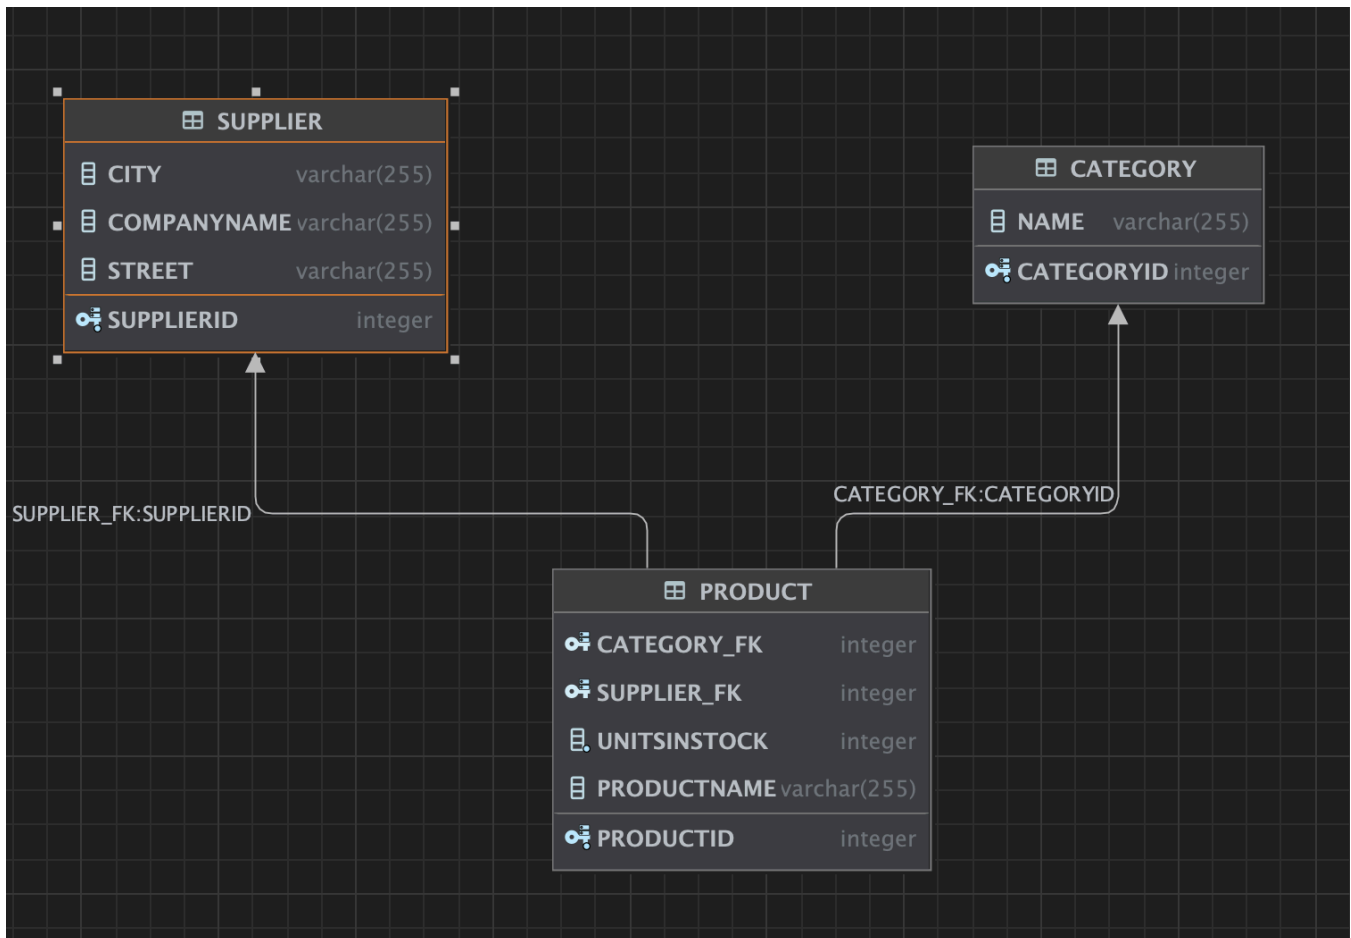 SUPPLIER
CITY varchar(255)
COMPANYNAME varchar(255)
STREET varchar(255)
SUPPLIERID integer
CATEGORY
NAME varchar(255)
CATEGORYID integer
SUPPLIER_FK:SUPPLIERID
CATEGORY_FK:CATEGORYID
PRODUCT
CATEGORY_FK integer
SUPPLIER_FK integer
UNITSINSTOCK integer
PRODUCTNAME varchar(255)
PRODUCTID integer